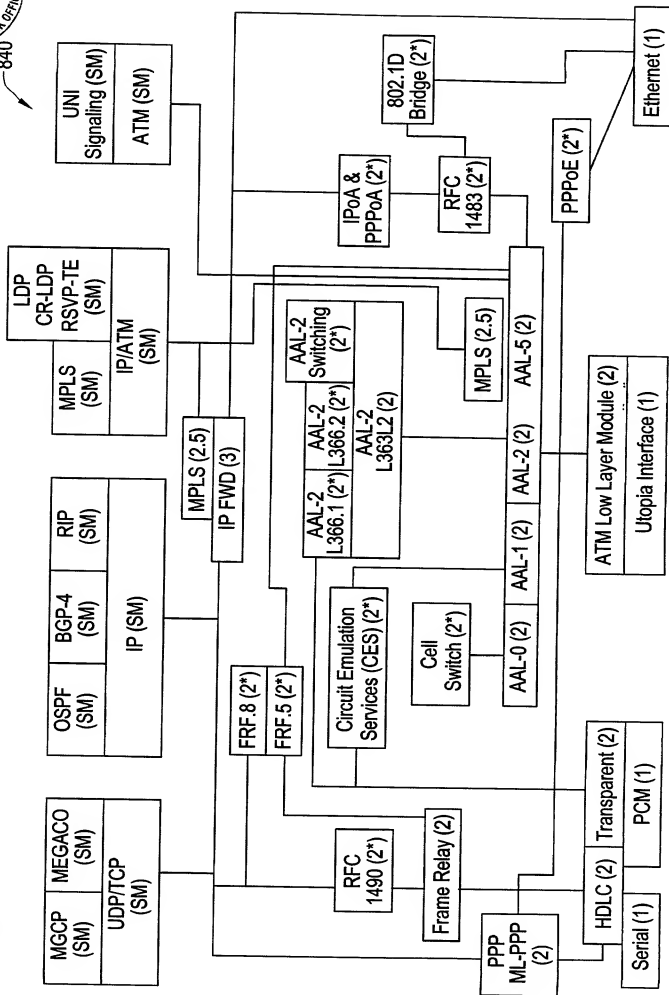 840
K OFFIC
MGCP
(SM)
MEGACO
(SM)
UDP/TCP
(SM)
OSPF
(SM)
BGP-4
(SM)
RIP
(SM)
IP (SM)
MPLS
(SM)
LDP
CR-LDP
RSVP-TE
(SM)
IP/ATM
(SM)
UNI
Signaling (SM)
ATM (SM)
MPLS (2.5)
IP FWD (3)
FRF.8 (2*)
FRF.5 (2*)
RFC
1490 (2*)
Frame Relay (2)
PPP
ML-PPP
(2)
HDLC (2)
Transparent (2)
Serial (1)
PCM (1)
Circuit Emulation
Services (CES) (2*)
Cell
Switch (2*)
AAL-2
L366.1 (2*)
AAL-2
L366.2 (2*)
AAL-2
Switching
(2*)
AAL-2
L363L2 (2)
MPLS (2.5)
AAL-0 (2)
AAL-1 (2)
AAL-2 (2)
AAL-5 (2)
ATM Low Layer Module (2)
Utopia Interface (1)
IPoA &
PPPoA (2*)
RFC
1483 (2*)
802.1D
Bridge (2*)
PPPoE (2*)
Ethernet (1)